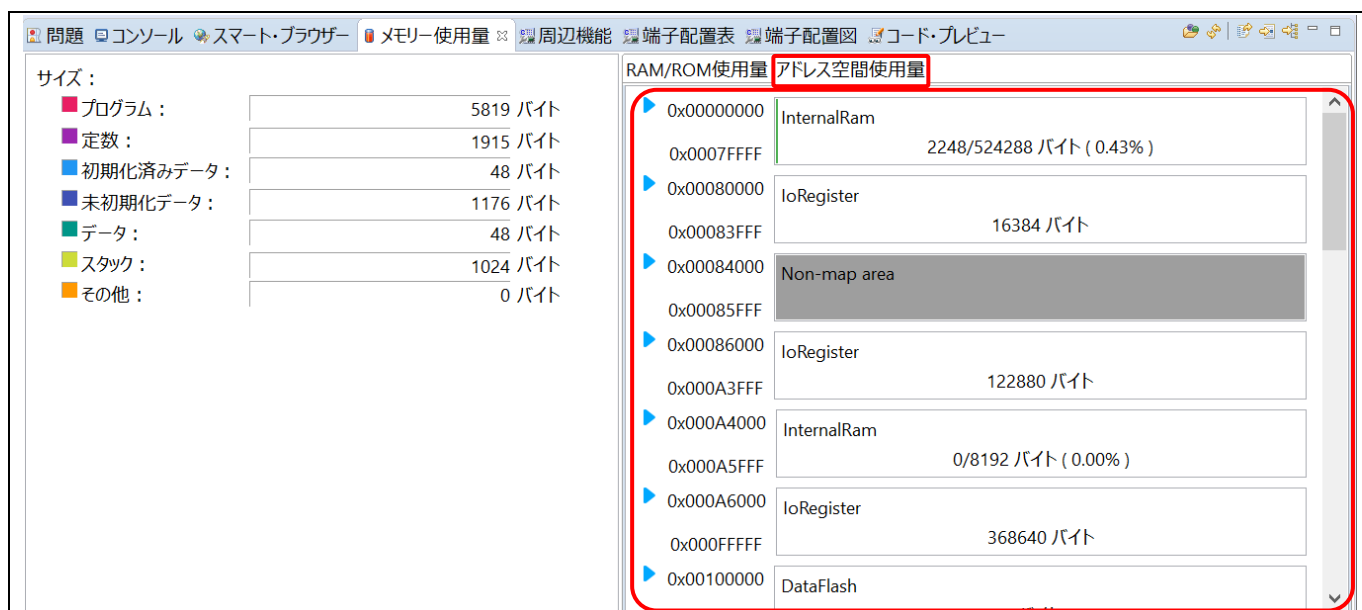 問題 コンソール スマート・ブラウザー メモリー使用量 周辺機能 端子配置表 端子配置図 コード・プレビュー
サイズ：
プログラム： 5819 バイト
定数： 1915 バイト
初期化済みデータ： 48 バイト
未初期化データ： 1176 バイト
データ： 48 バイト
スタック： 1024 バイト
その他： 0 バイト
RAM/ROM使用量 アドレス空間使用量
0x00000000 InternalRam
0x0007FFFF 2248/524288 バイト ( 0.43% )
0x00080000 IoRegister
0x00083FFF 16384 バイト
0x00084000 Non-map area
0x00085FFF
0x00086000 IoRegister
0x000A3FFF 122880 バイト
0x000A4000 InternalRam
0x000A5FFF 0/8192 バイト ( 0.00% )
0x000A6000 IoRegister
0x000FFFFF 368640 バイト
0x00100000 DataFlash